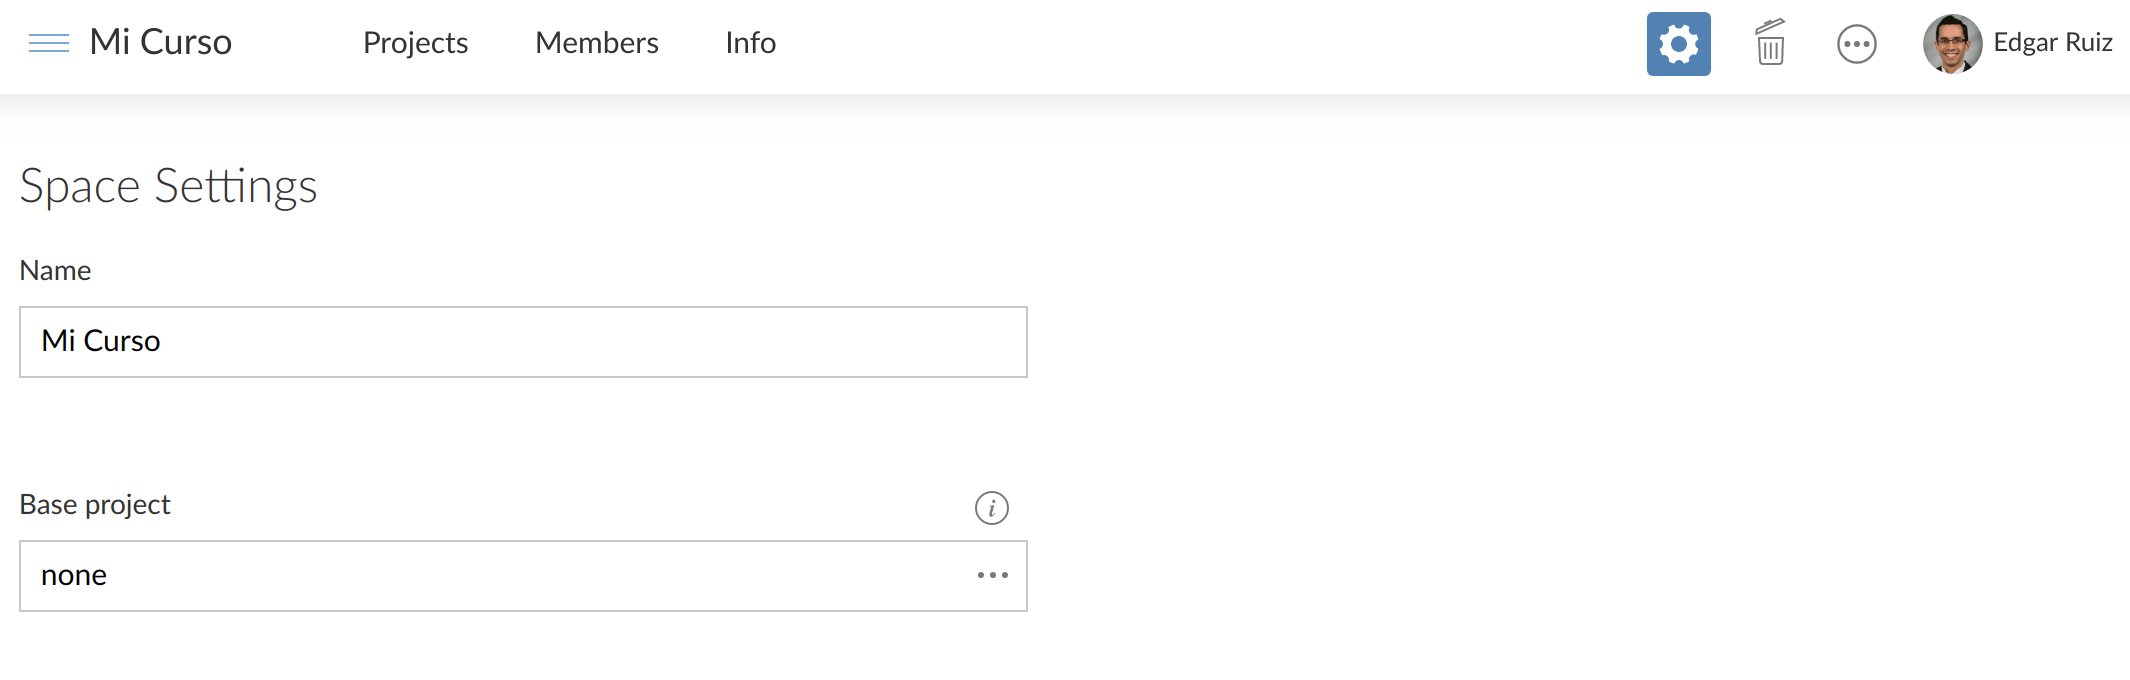 Mi Curso Projects Members Info Edgar Ruiz
Space Settings
Name
Mi Curso
Base project i
none